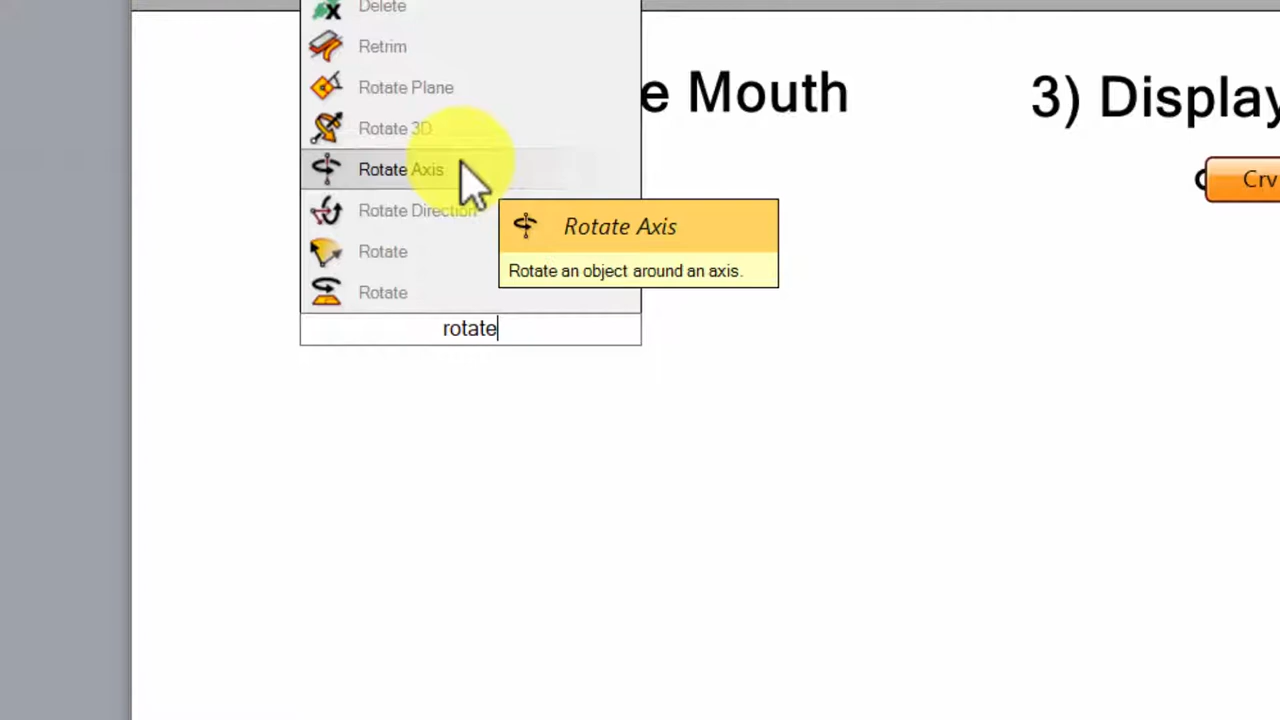 Delete
Retrim
Rotate Plane
Rotate 3D
Rotate Axis
Rotate Direction
Rotate
Rotate
rotate
Rotate Axis
Rotate an object around an axis.
e Mouth
3) Display
Crv